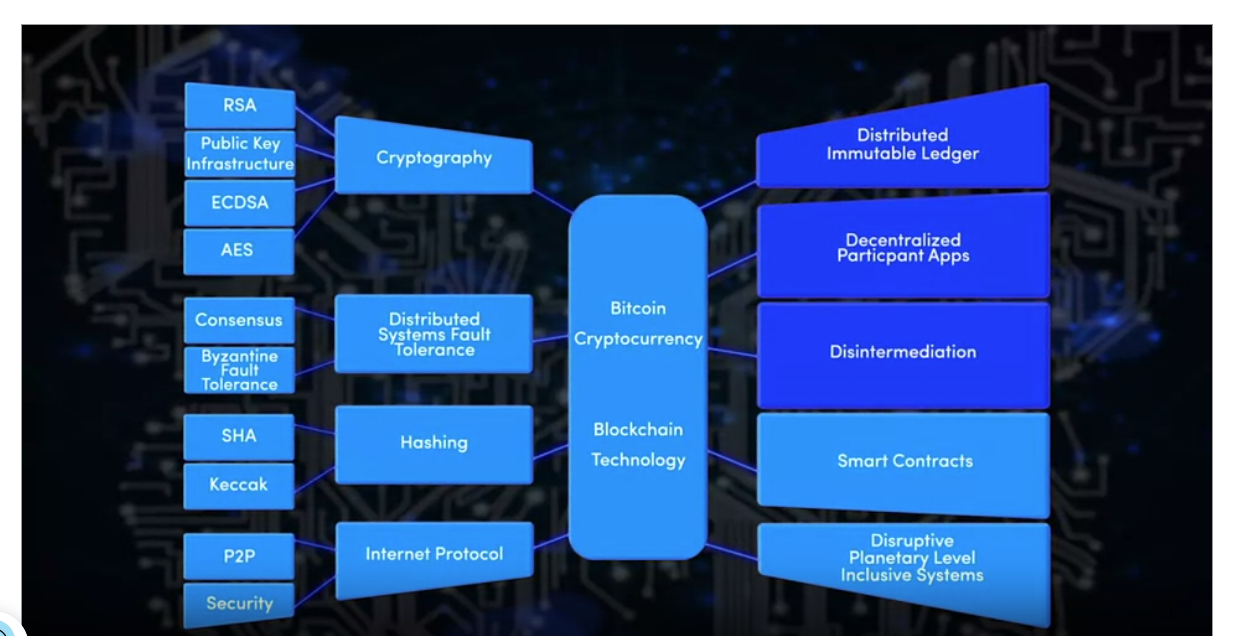 RSA
Public Key
Infrastructure
ECDSA
AES
Cryptography
Consensus
Byzantine
Fault
Tolerance
Distributed
Systems Fault
Tolerance
SHA
Keccak
Hashing
P2P
Security
Internet Protocol
Bitcoin
Cryptocurrency
Blockchain
Technology
Distributed
Immutable Ledger
Decentralized
Particpant Apps
Disintermediation
Smart Contracts
Disruptive
Planetary Level
Inclusive Systems